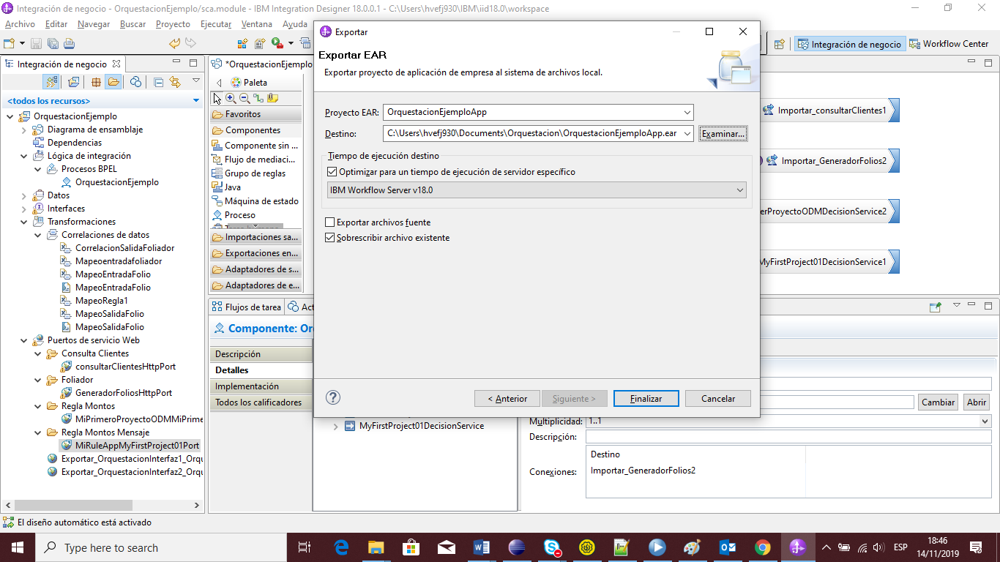 Integración de negocio - OrquestacionEjemplo/sca.module - IBM Integration Designer 18.0.0.1 - C:\Users\hvefj930\IBM\iid18.0\workspace
Archivo Editar Navegar Buscar Proyecto Ejecutar Ventana Ayuda
Integración de negocio
Workflow Center
Integración de negocio
<todos los recursos>
OrquestacionEjemplo
Diagrama de ensamblaje
Dependencias
Lógica de integración
Procesos BPEL
OrquestacionEjemplo
Datos
Interfaces
Transformaciones
Correlaciones de datos
CorrelacionSalidaFoliador
Mapeoentradafoliador
MapeoEntradaFolio
MapeoEntradaFolio
MapeoRegla1
MapeoSalidaFolio
MapeoSalidaFolio
Puertos de servicio Web
Consulta Clientes
consultarClientesHttpPort
Foliador
GeneradorFoliosHttpPort
Regla Montos
MiPrimeroProyectoODMMiPrime
Regla Montos Mensaje
MiRuleAppMyFirstProject01Port
Exportar_OrquestacionInterfaz1_Orqu
Exportar_OrquestacionInterfaz2_Orqu
*OrquestacionEjemplo
Paleta
Favoritos
Componentes
Componente sin ...
Flujo de mediaci...
Grupo de reglas
Java
Máquina de estado
Proceso
Importaciones sa...
Exportaciones en...
Adaptadores de s...
Adaptadores de e...
Exportar
Exportar EAR
Exportar proyecto de aplicación de empresa al sistema de archivos local.
Proyecto EAR: OrquestacionEjemploApp
Destino: C:\Users\hvefj930\Documents\Orquestacion\OrquestacionEjemploApp.ear Examinar...
Tiempo de ejecución destino
Optimizar para un tiempo de ejecución de servidor específico
IBM Workflow Server v18.0
Exportar archivos fuente
Sobrescribir archivo existente
? < Anterior Siguiente > Finalizar Cancelar
Importar_consultarClientes1
Importar_GeneradorFolios2
erProyectoODMDecisionService2
MyFirstProject01DecisionService1
Flujos de tarea Act
Componente: Or
Descripción
Detalles
Implementación
Todos los calificadores
MyFirstProject01DecisionService
Cambiar Abrir
Multiplicidad: 1..1
Descripción:
Conexiones:
Destino
Importar_GeneradorFolios2
El diseño automático está activado
Type here to search
ESP
18:46
14/11/2019